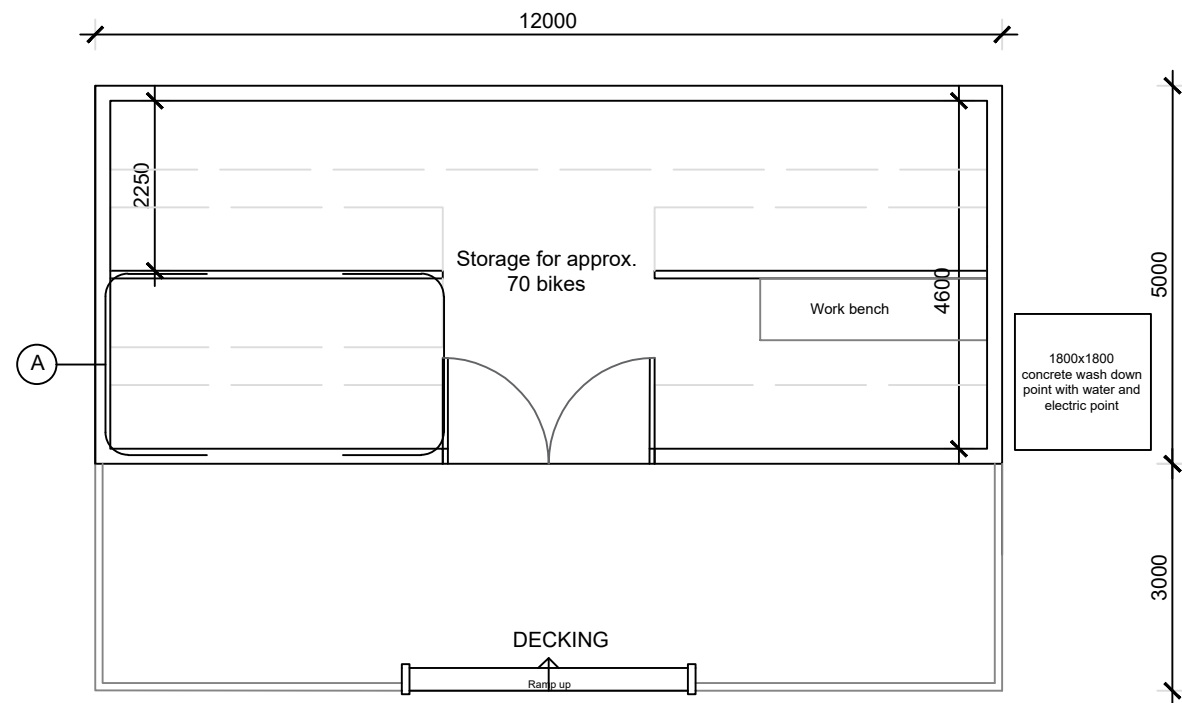 12000
2250
Storage for approx.
70 bikes
4600
5000
Work bench
A
1800x1800
concrete wash down
point with water and
electric point
3000
DECKING
Ramp up